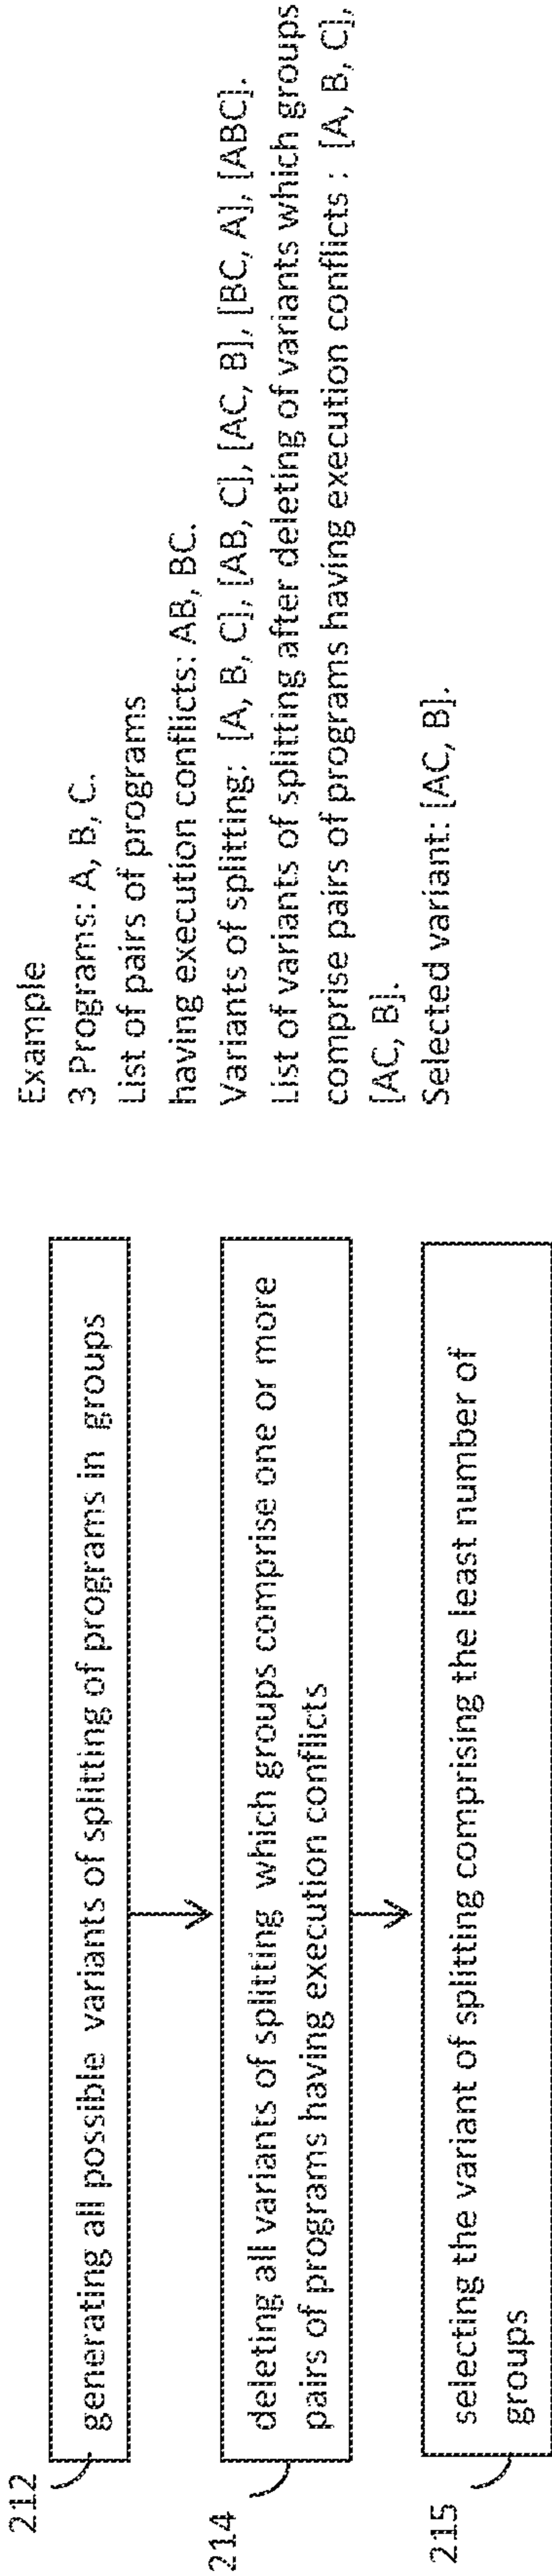 212
generating all possible variants of splitting of programs in groups
214
deleting all variants of splitting which groups comprise one or more
pairs of programs having execution conflicts
215
selecting the variant of splitting comprising the least number of
groups
Example
3 Programs: A, B, C.
List of pairs of programs
having execution conflicts: AB, BC.
Variants of splitting: [A, B, C], [AB, C], [AC, B], [BC, A], [ABC].
List of variants of splitting after deleting of variants which groups
comprise pairs of programs having execution conflicts : [A, B, C],
[AC, B].
Selected variant: [AC, B].